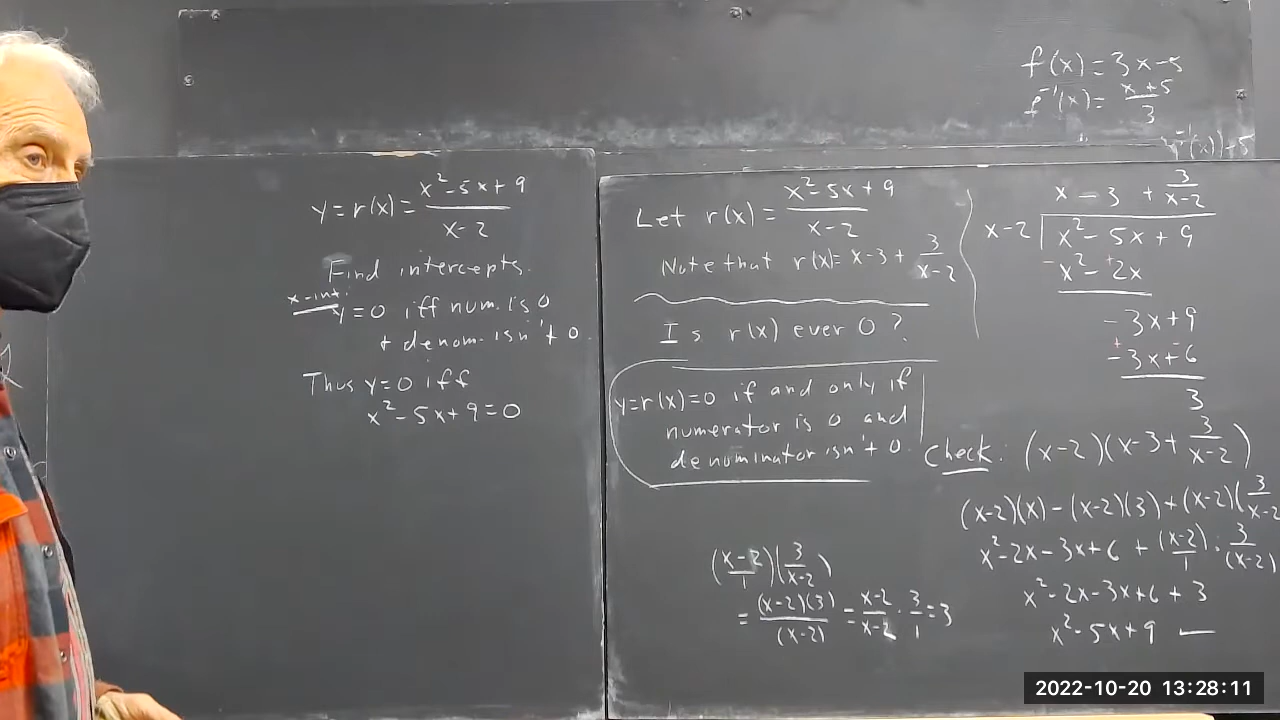 f(x) = 3x-5
f⁻¹(x) = (x+5)/3
⁻¹(x))+5
y = r(x) = (x²-5x+9)/(x-2)
Find intercepts.
x-int:
y=0 iff num. is 0
+ denom. isn't 0.
Thus y=0 iff
x²-5x+9=0
Let r(x) = (x²-5x+9)/(x-2)
Note that r(x) = x-3 + 3/(x-2)
Is r(x) ever 0?
y=r(x)=0 if and only if
numerator is 0 and
denominator isn't 0.
((x-2)/1)(3/(x-2))
= (x-2)(3)/(x-2) = (x-2)/(x-2) · 3/1 = 3
x - 3 + 3/(x-2)
x-2 | x²-5x+9
- x² - 2x +
-3x+9
-3x+6
+ -
3
Check: (x-2)(x-3+ 3/(x-2))
(x-2)(x) - (x-2)(3) + (x-2)(3/(x-2
x²-2x-3x+6 + (x-2)/1 · 3/(x-2)
x²-2x-3x+6+3
x²-5x+9
2022-10-20 13:28:11